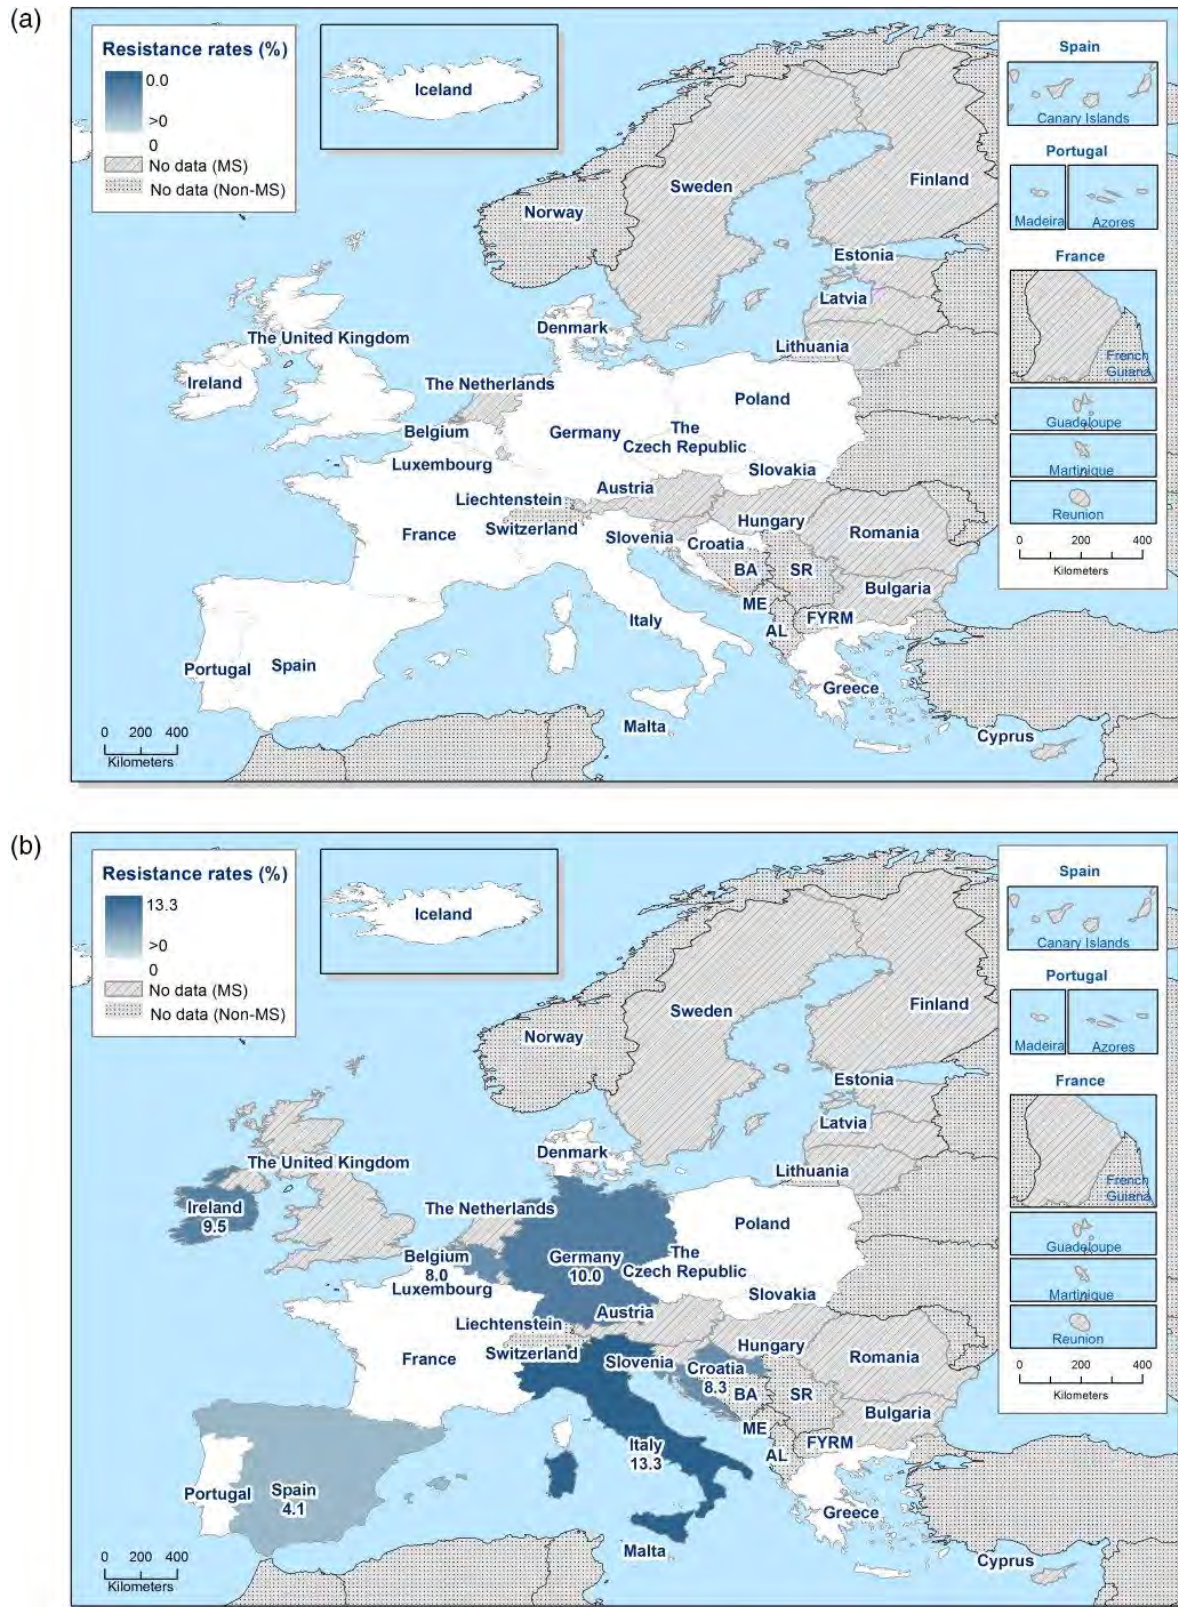 (a)
Resistance rates (%)
0.0
>0
0
No data (MS)
No data (Non-MS)
Iceland
Spain
Canary Islands
Portugal
Madeira
Azores
France
French
Guiana
Guadeloupe
Martinique
Reunion
0 200 400
Kilometers
Sweden
Finland
Norway
Estonia
Latvia
Denmark
The United Kingdom
Lithuania
Ireland
The Netherlands
Poland
Belgium
Germany
The
Czech Republic
Luxembourg
Slovakia
Austria
Liechtenstein
Switzerland
Hungary
France
Slovenia
Romania
Croatia
BA
SR
Bulgaria
ME
FYRM
Italy
AL
Portugal
Spain
Greece
Malta
Cyprus
0 200 400
Kilometers
(b)
Resistance rates (%)
13.3
>0
0
No data (MS)
No data (Non-MS)
Iceland
Spain
Canary Islands
Portugal
Madeira
Azores
France
French
Guiana
Guadeloupe
Martinique
Reunion
0 200 400
Kilometers
Sweden
Finland
Norway
Estonia
Latvia
Denmark
The United Kingdom
Lithuania
Ireland
9.5
The Netherlands
Poland
Belgium
8.0
Germany
10.0
The
Czech Republic
Luxembourg
Slovakia
Austria
Liechtenstein
Switzerland
Hungary
France
Slovenia
Romania
Croatia
8.3
BA
SR
Bulgaria
ME
FYRM
Italy
13.3
AL
Portugal
Spain
4.1
Greece
Malta
Cyprus
0 200 400
Kilometers